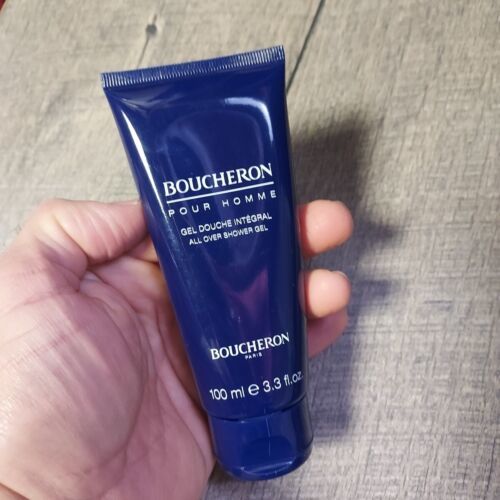 BOUCHERON
POUR HOMME
GEL DOUCHE INTÉGRAL
ALL OVER SHOWER GEL
BOUCHERON
PARIS
100 ml e 3.3 fl.oz.